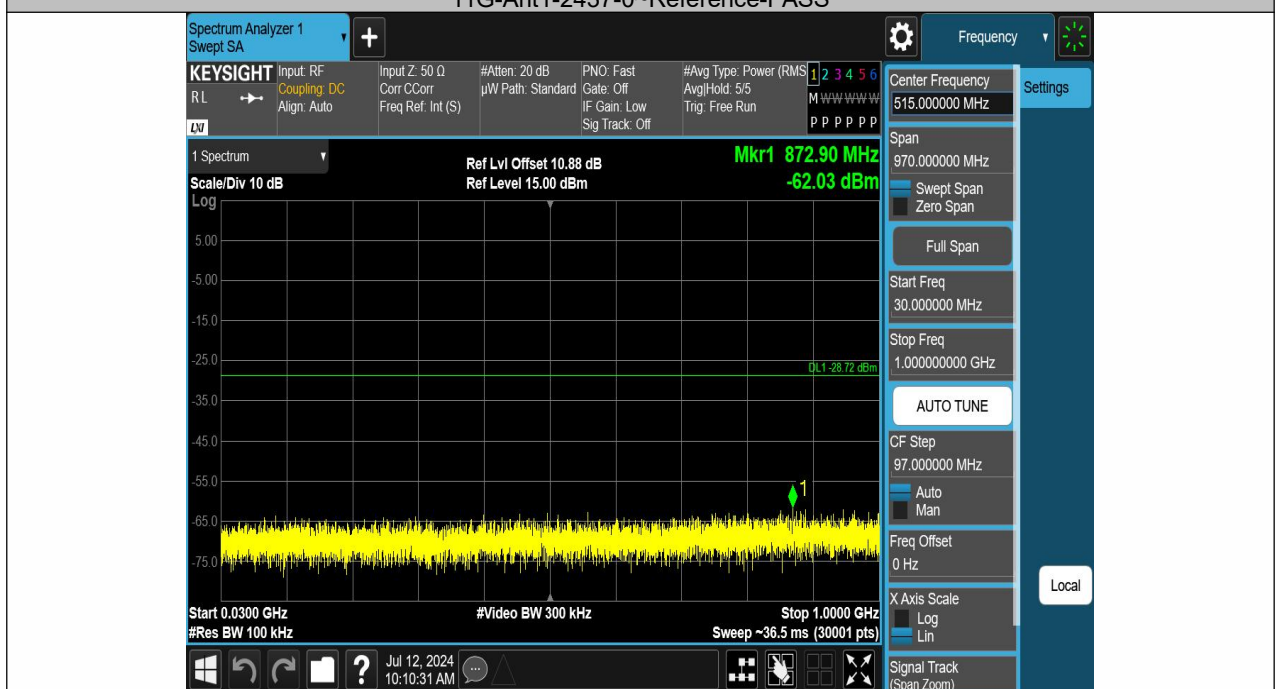 Spectrum Analyzer 1
Swept SA
Frequency
KEYSIGHT
RL
LXI
Input: RF
Coupling: DC
Align: Auto
Input Z: 50 Ω
Corr CCorr
Freq Ref: Int (S)
#Atten: 20 dB
µW Path: Standard
PNO: Fast
Gate: Off
IF Gain: Low
Sig Track: Off
#Avg Type: Power (RMS
Avg|Hold: 5/5
Trig: Free Run
1 2 3 4 5 6
M W W W W W
P P P P P P
1 Spectrum
Scale/Div 10 dB
Log
Ref Lvl Offset 10.88 dB
Ref Level 15.00 dBm
Mkr1 872.90 MHz
-62.03 dBm
5.00
-5.00
-15.0
-25.0
DL1 -28.72 dBm
-35.0
-45.0
-55.0
1
-65.0
-75.0
Start 0.0300 GHz
#Res BW 100 kHz
#Video BW 300 kHz
Stop 1.0000 GHz
Sweep ~36.5 ms (30001 pts)
Jul 12, 2024
10:10:31 AM
Center Frequency
515.000000 MHz
Settings
Span
970.000000 MHz
Swept Span
Zero Span
Full Span
Start Freq
30.000000 MHz
Stop Freq
1.000000000 GHz
AUTO TUNE
CF Step
97.000000 MHz
Auto
Man
Freq Offset
0 Hz
Local
X Axis Scale
Log
Lin
Signal Track
(Span Zoom)